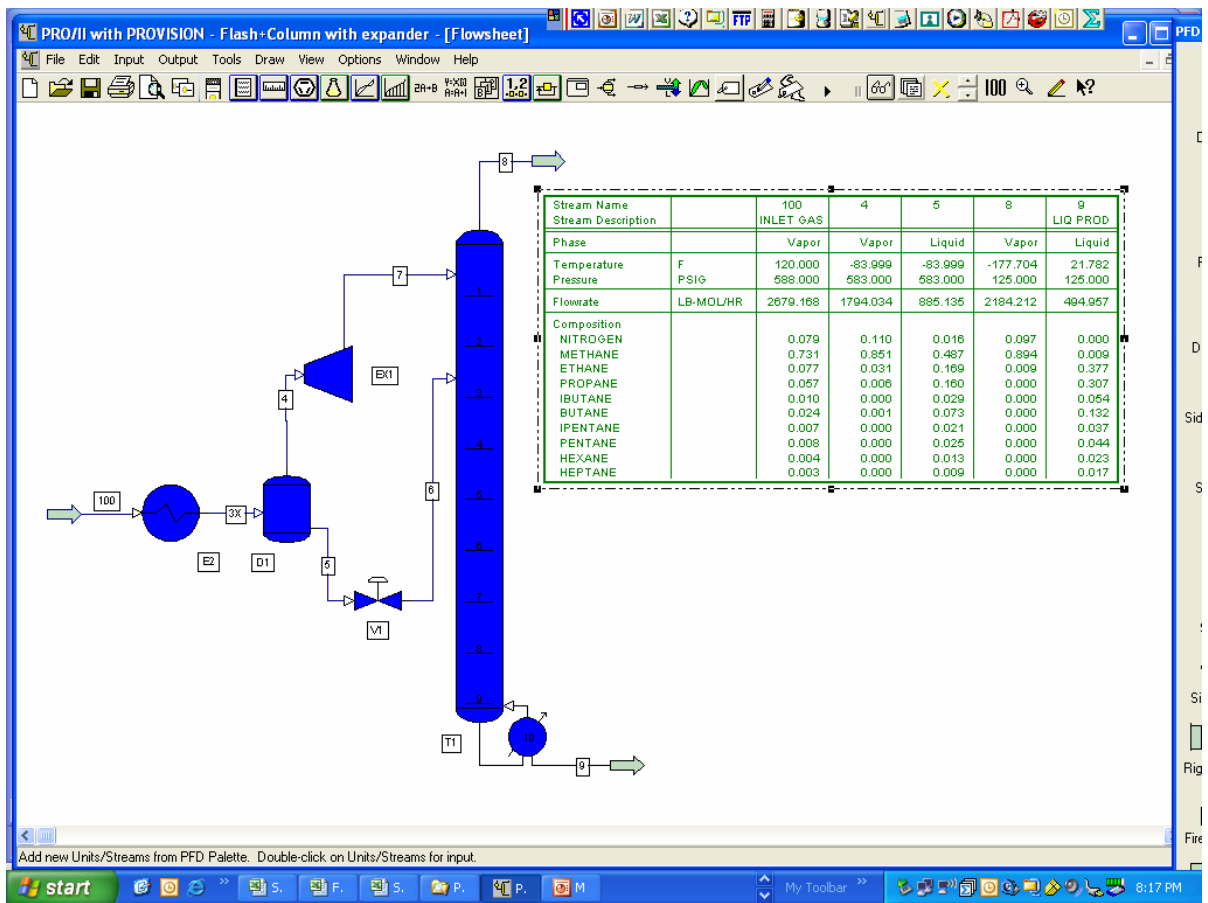 PRO/II with PROVISION - Flash+Column with expander - [Flowsheet]
FTP
PFD
File Edit Input Output Tools Draw View Options Window Help
2A+B
100
8
Stream Name 100 4 5 8 9
Stream Description INLET GAS LIQ PROD
Phase Vapor Vapor Liquid Vapor Liquid
Temperature F 120.000 -83.999 -83.999 -177.704 21.782
Pressure PSIG 588.000 583.000 583.000 125.000 125.000
Flowrate LB-MOL/HR 2679.168 1794.034 885.135 2184.212 494.957
Composition
NITROGEN 0.079 0.110 0.016 0.097 0.000
METHANE 0.731 0.851 0.487 0.894 0.009
ETHANE 0.077 0.031 0.169 0.009 0.377
PROPANE 0.057 0.006 0.160 0.000 0.307
IBUTANE 0.010 0.000 0.029 0.000 0.054
BUTANE 0.024 0.001 0.073 0.000 0.132
IPENTANE 0.007 0.000 0.021 0.000 0.037
PENTANE 0.008 0.000 0.025 0.000 0.044
HEXANE 0.004 0.000 0.013 0.000 0.023
HEPTANE 0.003 0.000 0.009 0.000 0.017
7
1
2
EX1
4
3
Sid
4
6
5
100
3X
E2
D1
5
6
7
V1
8
Si
9
T1
10
9
Rig
Fire
Add new Units/Streams from PFD Palette. Double-click on Units/Streams for input.
start
S.
F.
S.
P.
P.
M
My Toolbar
8:17 PM